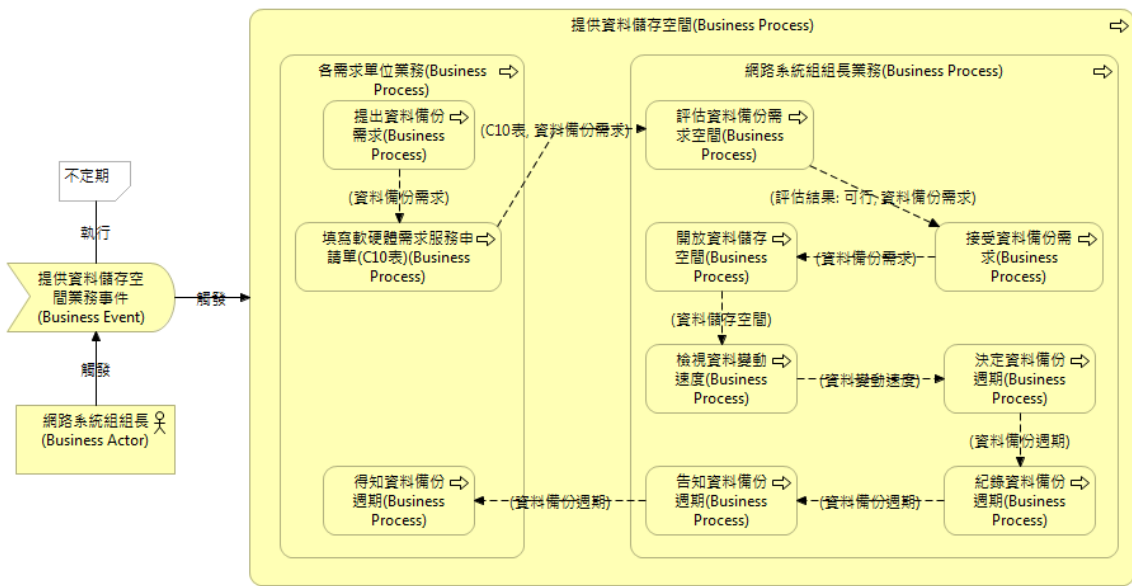 提供資料儲存空間(Business Process)
各需求單位業務(Business
Process)
網路系統組組長業務(Business Process)
提出資料備份
需求(Business
Process)
(C10表, 資料備份需求)
評估資料備份需
求空間(Business
Process)
不定期
(資料備份需求)
(評估結果: 可行, 資料備份需求)
執行
填寫軟硬體需求服務申
請單(C10表)(Business
Process)
開放資料儲存
空間(Business
Process)
(資料備份需求)
接受資料備份需
求(Business
Process)
提供資料儲存空
間業務事件
(Business Event)
觸發
(資料儲存空間)
觸發
檢視資料變動
速度(Business
Process)
(資料變動速度)
決定資料備份
週期(Business
Process)
網路系統組組長
(Business Actor)
(資料備份週期)
得知資料備份
週期(Business
Process)
(資料備份週期)
告知資料備份
週期(Business
Process)
(資料備份週期)
紀錄資料備份
週期(Business
Process)